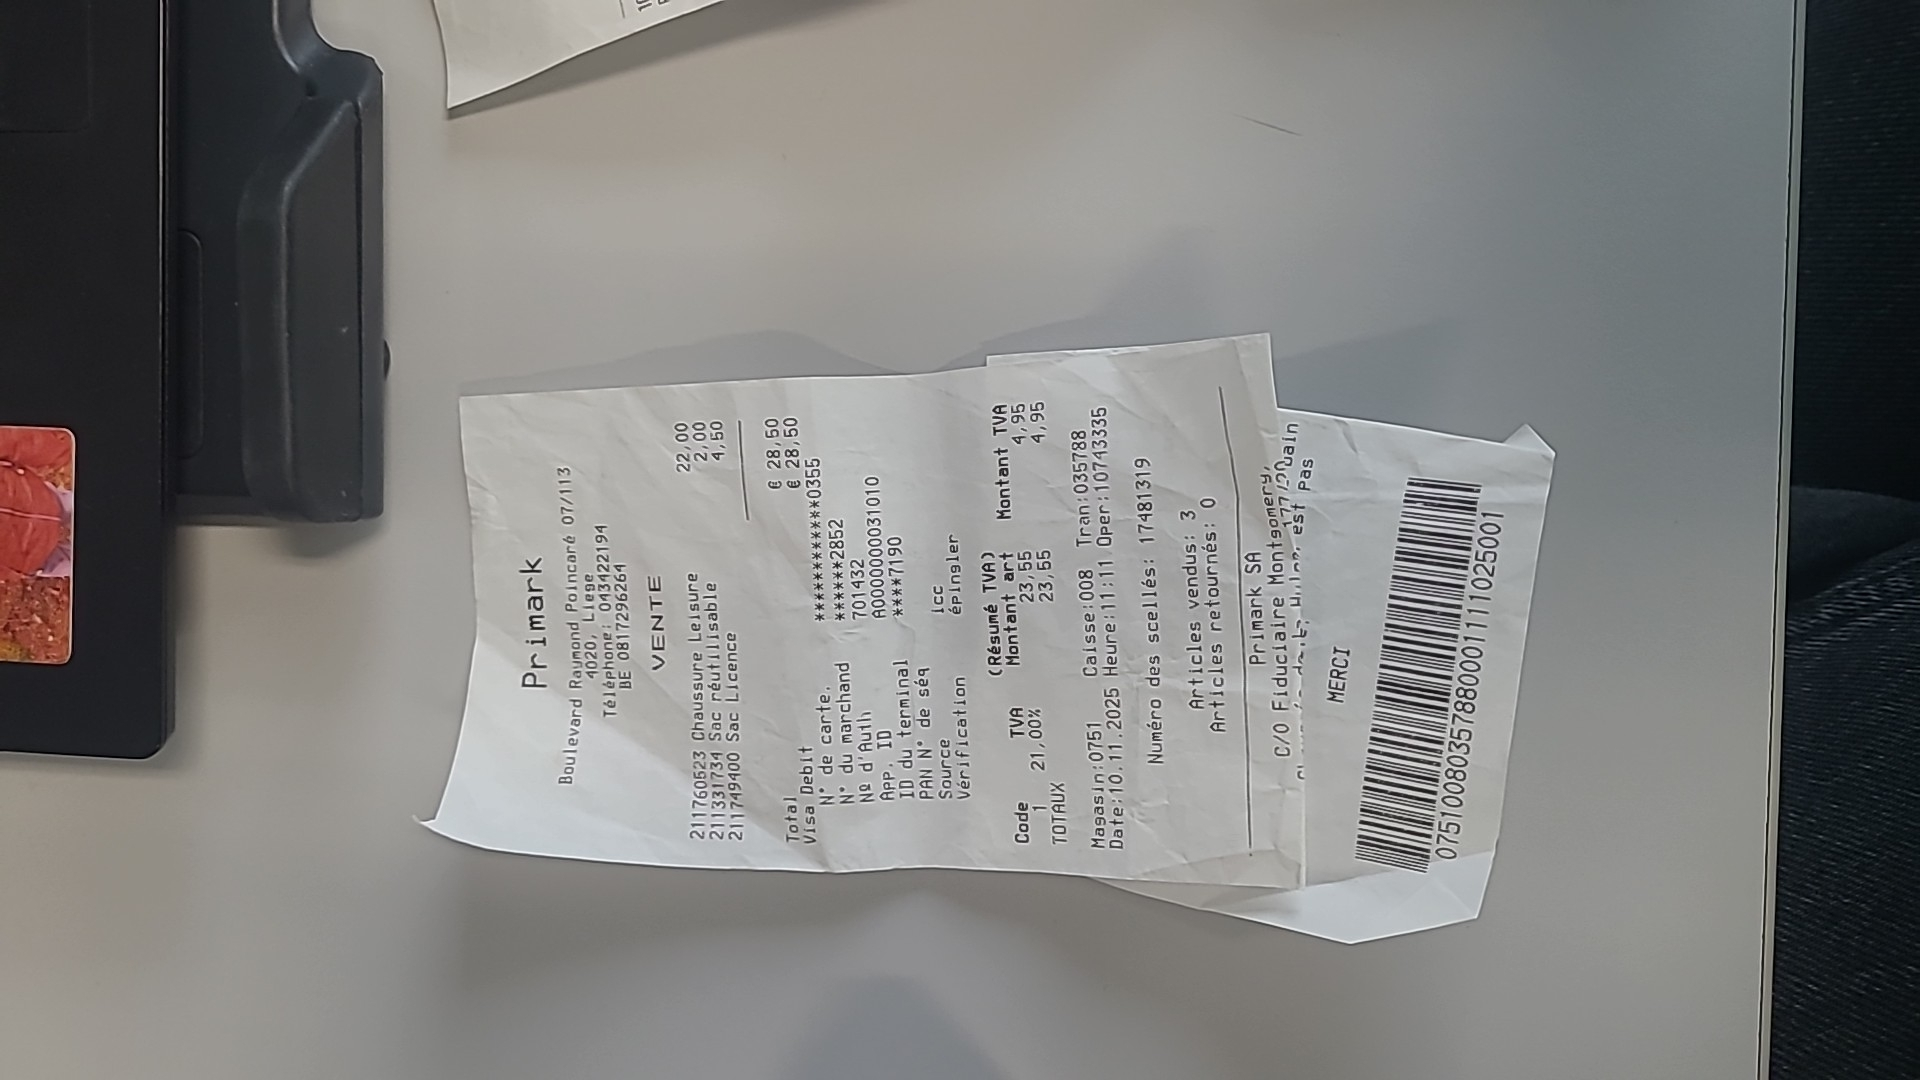 Primark
Boulevard Raymond Poincaré 07/113
4020, Liege
Téléphone: 043422194
BE 0817296264
VENTE
211760523 Chaussure Leisure 22,00
211331734 Sac réutilisable 2,00
211749400 Sac Licence 4,50
Total € 28,50
Visa Debit € 28,50
N° de carte. ************0355
N° du marchand ******2852
Nº d'Auth 701432
App. ID A0000000031010
ID du terminal ****7190
PAN N° de séq
Source icc
Vérification épingler
(Résumé TVA)
Code TVA Montant art Montant TVA
1 21,00% 23,55 4,95
TOTAUX 23,55 4,95
Magasin:0751 Caisse:008 Tran:035788
Date:10.11.2025 Heure:11:11 Oper:10743335
Numéro des scellés: 17481319
Articles vendus: 3
Articles retournés: 0
Primark SA
C/O Fiduciaire Montgomery,
est Pas
MERCI
07510080357880001111025001